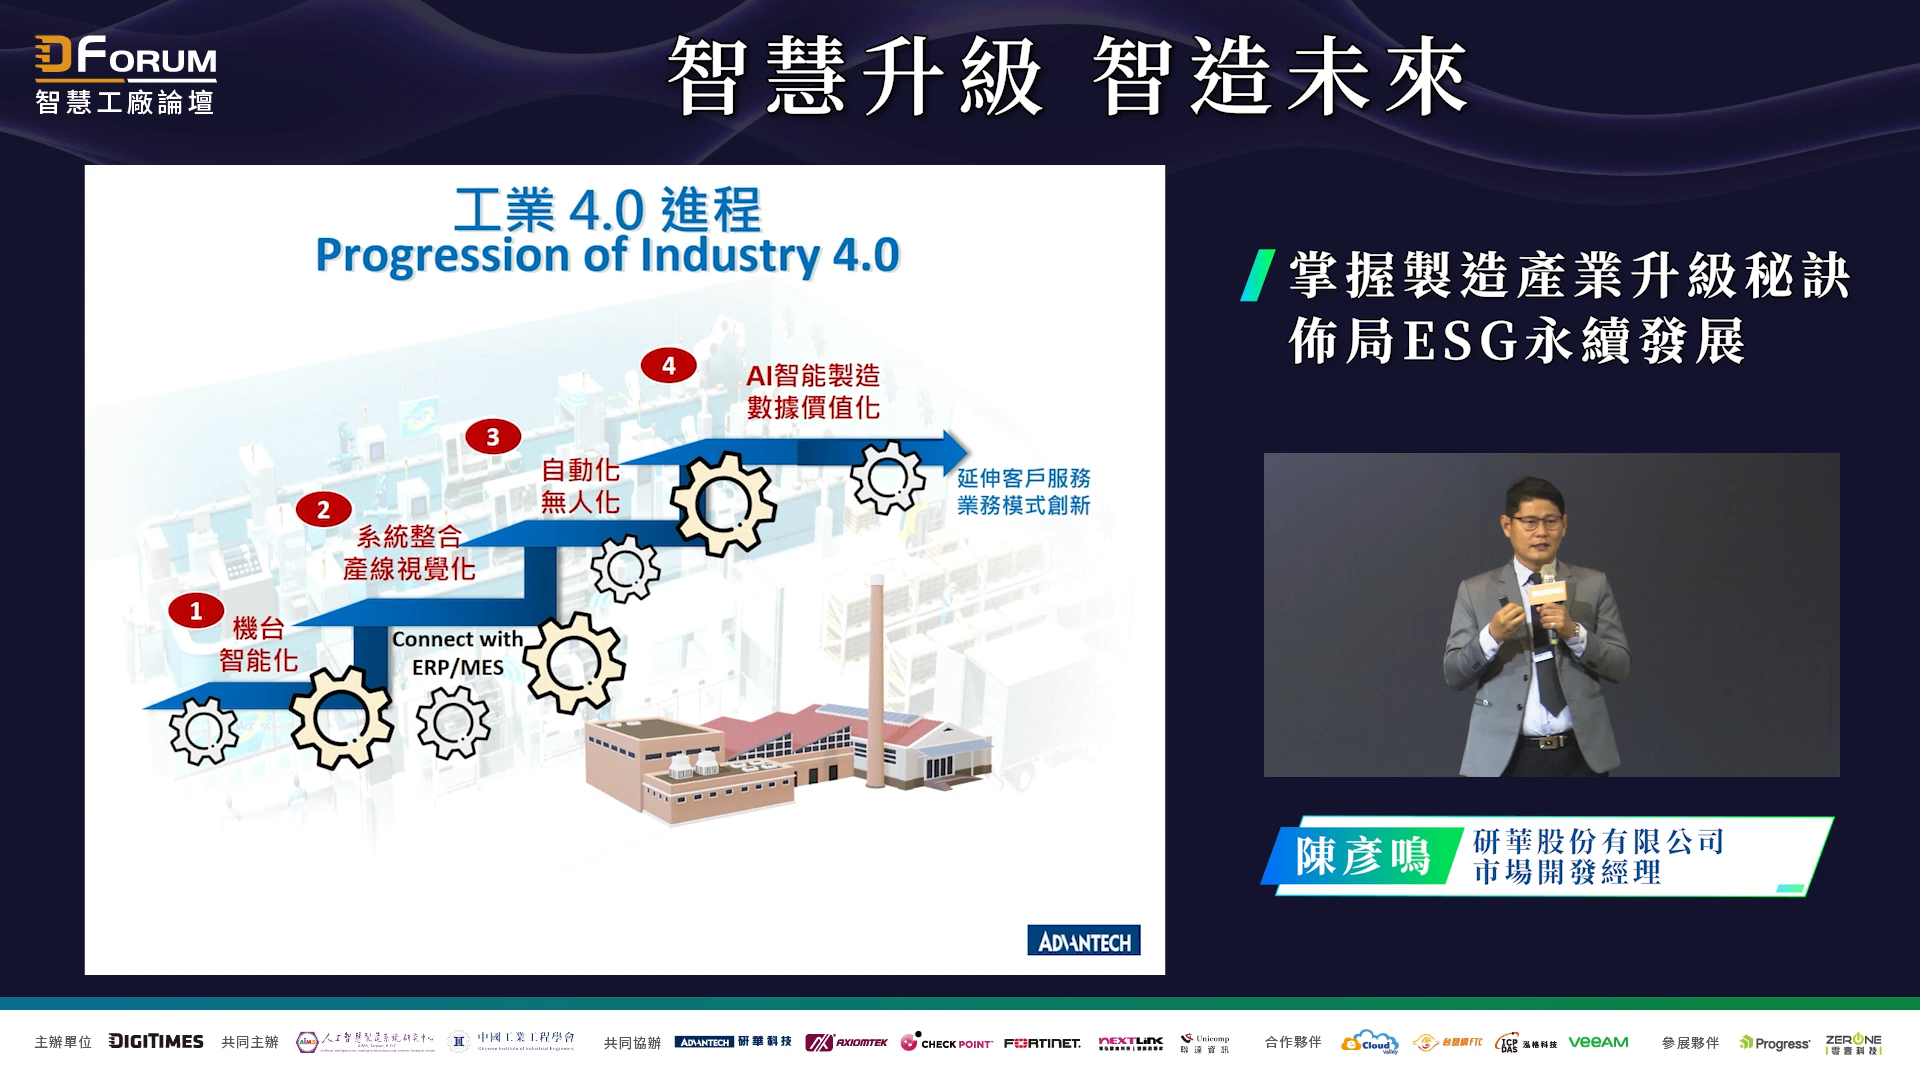 DFORUM
智慧工廠論壇
智慧升級 智造未來
工業 4.0 進程
Progression of Industry 4.0
4
AI智能製造
數據價值化
3
自動化
無人化
延伸客戶服務
業務模式創新
2
系統整合
產線視覺化
1
機台
智能化
Connect with
ERP/MES
ADVANTECH
掌握製造產業升級秘訣
佈局ESG永續發展
陳彥鳴
研華股份有限公司
市場開發經理
主辦單位 DIGITIMES 共同主辦 AIMS 人工智慧製造系統研究中心 中國工業工程學會 共同協辦 ADVANTECH 研華科技 AXIOMTEK CHECK POINT FORTINET NEXTLINK Unicomp 聯達資訊 合作夥伴 eCloud valley 台塑網FTC ICP DAS 泓格科技 VEEAM 參展夥伴 Progress ZERONE 零壹科技